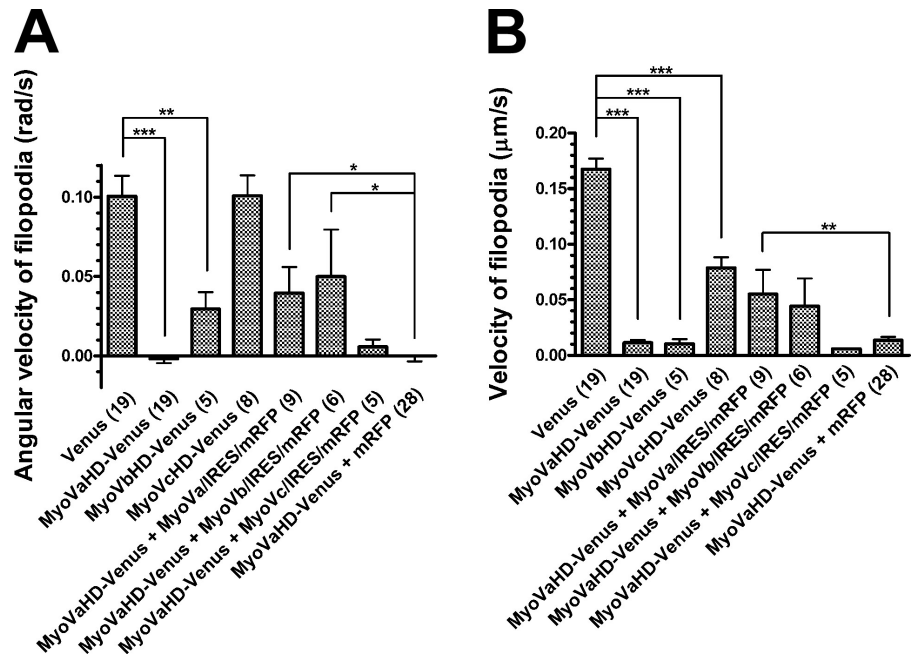 A
Angular velocity of filopodia (rad/s)
0.10
0.05
0.00
**
***
*
*
Venus (19)
MyoVaHD-Venus (19)
MyoVbHD-Venus (5)
MyoVcHD-Venus (8)
MyoVaHD-Venus + MyoVa/IRES/mRFP (9)
MyoVaHD-Venus + MyoVb/IRES/mRFP (6)
MyoVaHD-Venus + MyoVc/IRES/mRFP (5)
MyoVaHD-Venus + mRFP (28)
B
Velocity of filopodia (μm/s)
0.20
0.15
0.10
0.05
0.00
***
***
***
**
Venus (19)
MyoVaHD-Venus (19)
MyoVbHD-Venus (5)
MyoVcHD-Venus (8)
MyoVaHD-Venus + MyoVa/IRES/mRFP (9)
MyoVaHD-Venus + MyoVb/IRES/mRFP (6)
MyoVaHD-Venus + MyoVc/IRES/mRFP (5)
MyoVaHD-Venus + mRFP (28)